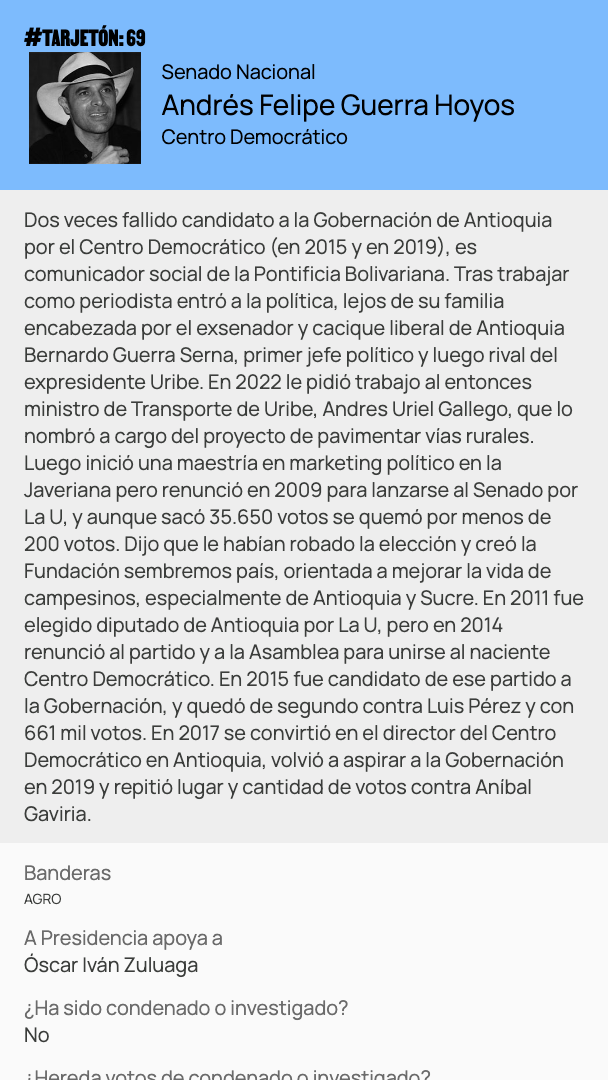 #TARJETÓN: 69
Senado Nacional
Andrés Felipe Guerra Hoyos
Centro Democrático
Dos veces fallido candidato a la Gobernación de Antioquia
por el Centro Democrático (en 2015 y en 2019), es
comunicador social de la Pontificia Bolivariana. Tras trabajar
como periodista entró a la política, lejos de su familia
encabezada por el exsenador y cacique liberal de Antioquia
Bernardo Guerra Serna, primer jefe político y luego rival del
expresidente Uribe. En 2022 le pidió trabajo al entonces
ministro de Transporte de Uribe, Andres Uriel Gallego, que lo
nombró a cargo del proyecto de pavimentar vías rurales.
Luego inició una maestría en marketing político en la
Javeriana pero renunció en 2009 para lanzarse al Senado por
La U, y aunque sacó 35.650 votos se quemó por menos de
200 votos. Dijo que le habían robado la elección y creó la
Fundación sembremos país, orientada a mejorar la vida de
campesinos, especialmente de Antioquia y Sucre. En 2011 fue
elegido diputado de Antioquia por La U, pero en 2014
renunció al partido y a la Asamblea para unirse al naciente
Centro Democrático. En 2015 fue candidato de ese partido a
la Gobernación, y quedó de segundo contra Luis Pérez y con
661 mil votos. En 2017 se convirtió en el director del Centro
Democrático en Antioquia, volvió a aspirar a la Gobernación
en 2019 y repitió lugar y cantidad de votos contra Aníbal
Gaviria.
Banderas
AGRO
A Presidencia apoya a
Óscar Iván Zuluaga
¿Ha sido condenado o investigado?
No
¿Hereda votos de condenado o investigado?